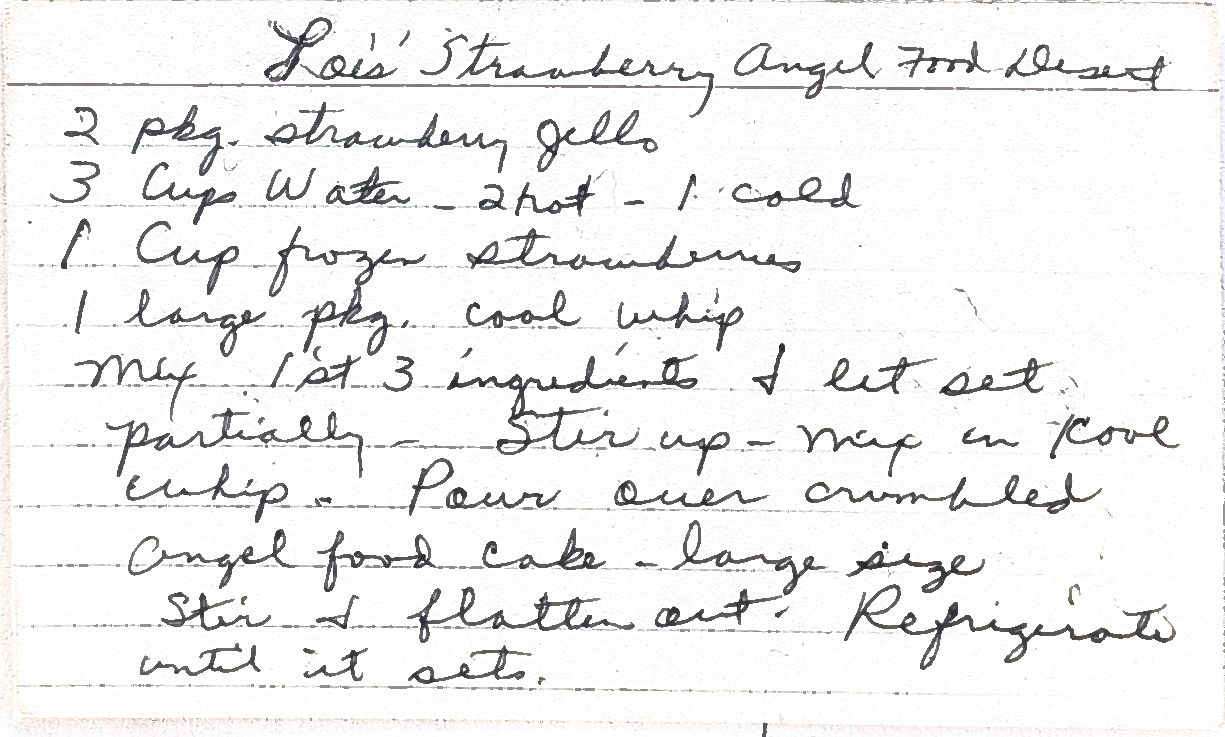 Lois' Strawberry Angel Food Desert
2 pkg. strawberry Jello
3 Cups Water - 2 hot - 1 cold
1 Cup frozen strawberries
1 large pkg. cool whip
Mix 1st 3 ingredients & let set
partially - Stir up - Mix in Kool
whip - Pour over crumbled
Angel food cake - large size
Stir & flatten out. Refrigerate
until it sets.